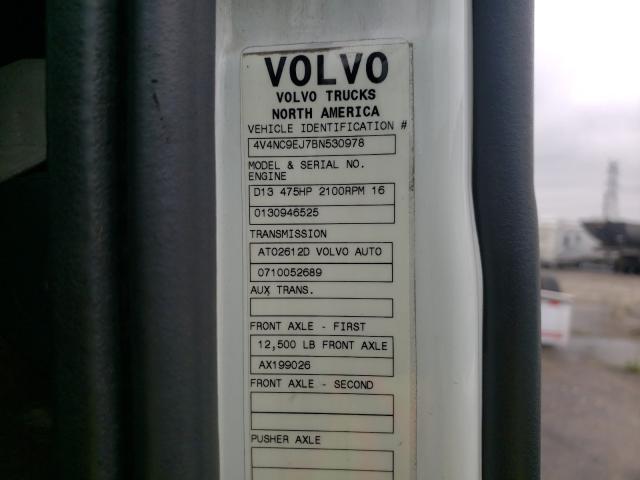 VOLVO
VOLVO TRUCKS
NORTH AMERICA
VEHICLE IDENTIFICATION #
4V4NC9EJ7BN530978
MODEL & SERIAL NO.
ENGINE
D13 475HP 2100RPM 16
0130946525
TRANSMISSION
ATO2612D VOLVO AUTO
0710052689
AUX TRANS.
FRONT AXLE - FIRST
12,500 LB FRONT AXLE
AX199026
FRONT AXLE - SECOND
PUSHER AXLE